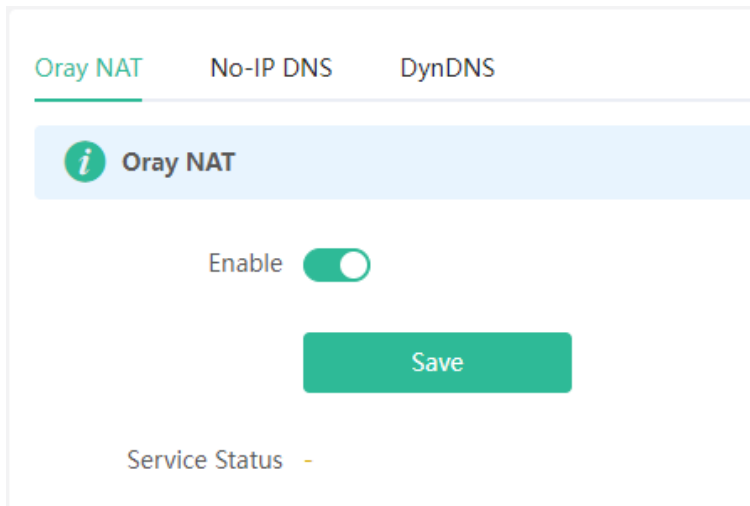 Oray NAT No-IP DNS DynDNS
i Oray NAT
Enable
Save
Service Status -